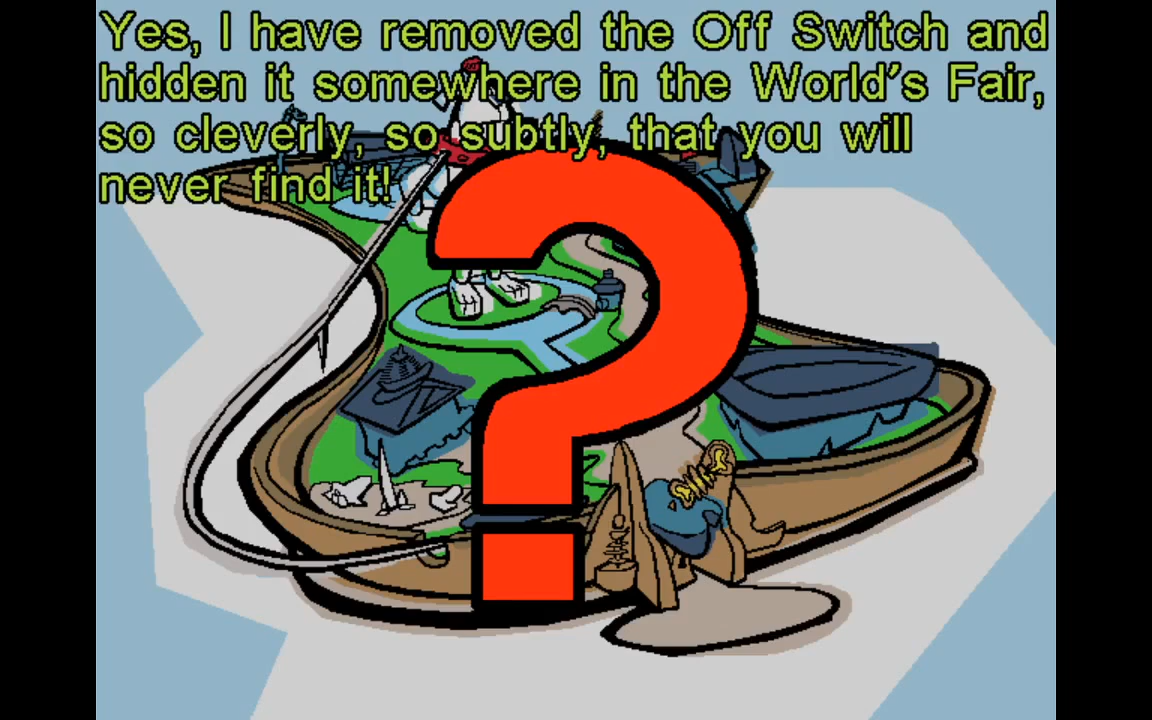 Yes, I have removed the Off Switch and
hidden it somewhere in the World's Fair,
so cleverly, so subtly, that you will
never find it!
?